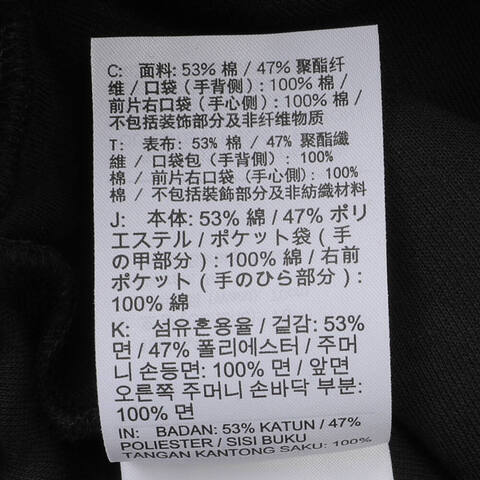 C: 面料: 53% 棉 / 47% 聚酯纤
维 / 口袋（手背侧）: 100% 棉 /
前片右口袋（手心侧）: 100% 棉 /
不包括装饰部分及非纤维物质
T: 表布: 53% 棉 / 47% 聚酯纖
維 / 口袋包（手背側）: 100%
棉 / 前片右口袋（手心側）: 100%
棉 / 不包括裝飾部分及非紡織材料
J: 本体: 53% 綿 / 47% ポリ
エステル / ポケット袋（手
の甲部分）: 100% 綿 / 右前
ポケット（手のひら部分）:
100% 綿
K: 섬유혼용율 / 겉감: 53%
면 / 47% 폴리에스터 / 주머
니 손등면: 100% 면 / 앞면
오른쪽 주머니 손바닥 부분:
100% 면
IN: BADAN: 53% KATUN / 47%
POLIESTER / SISI BUKU
TANGAN KANTONG SAKU: 100%